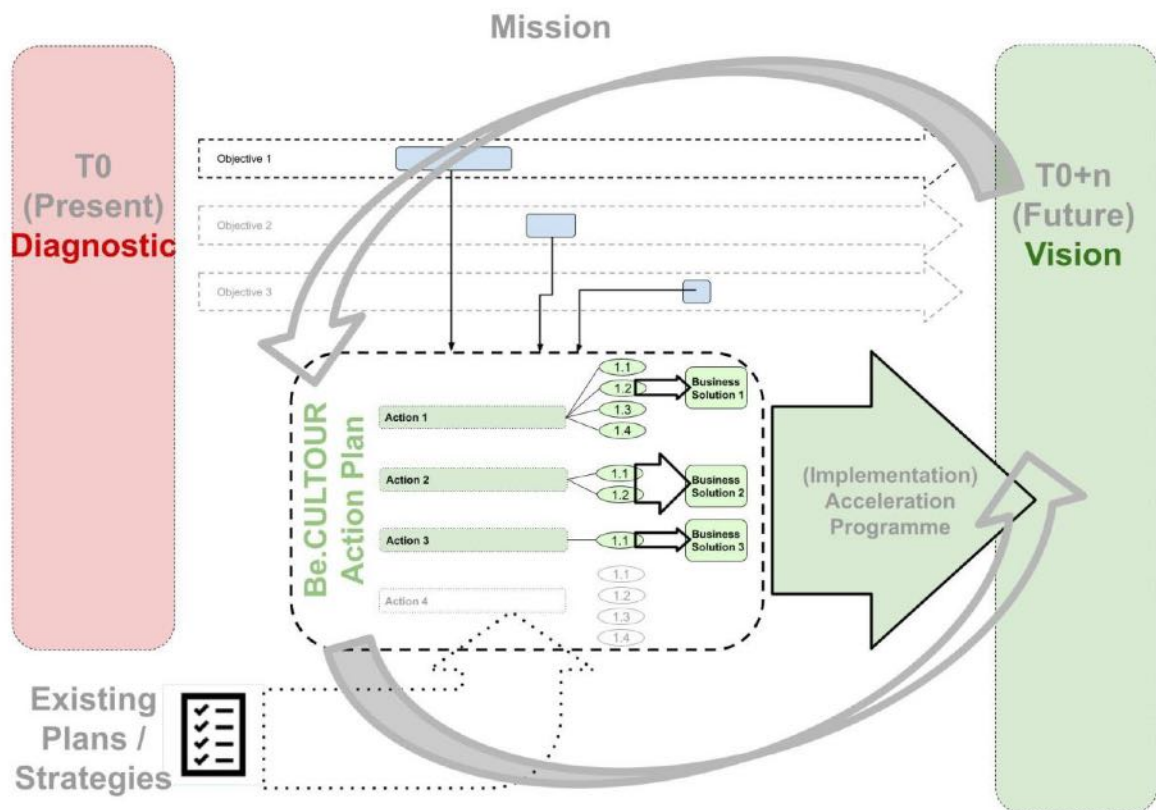 Mission
T0
(Present)
Diagnostic
Objective 1
Objective 2
Objective 3
T0+n
(Future)
Vision
Be.CULTOUR
Action Plan
Action 1
1.1
1.2
1.3
1.4
Business
Solution 1
Action 2
1.1
1.2
Business
Solution 2
Action 3
1.1
Business
Solution 3
Action 4
1.1
1.2
1.3
1.4
(Implementation)
Acceleration
Programme
Existing
Plans /
Strategies